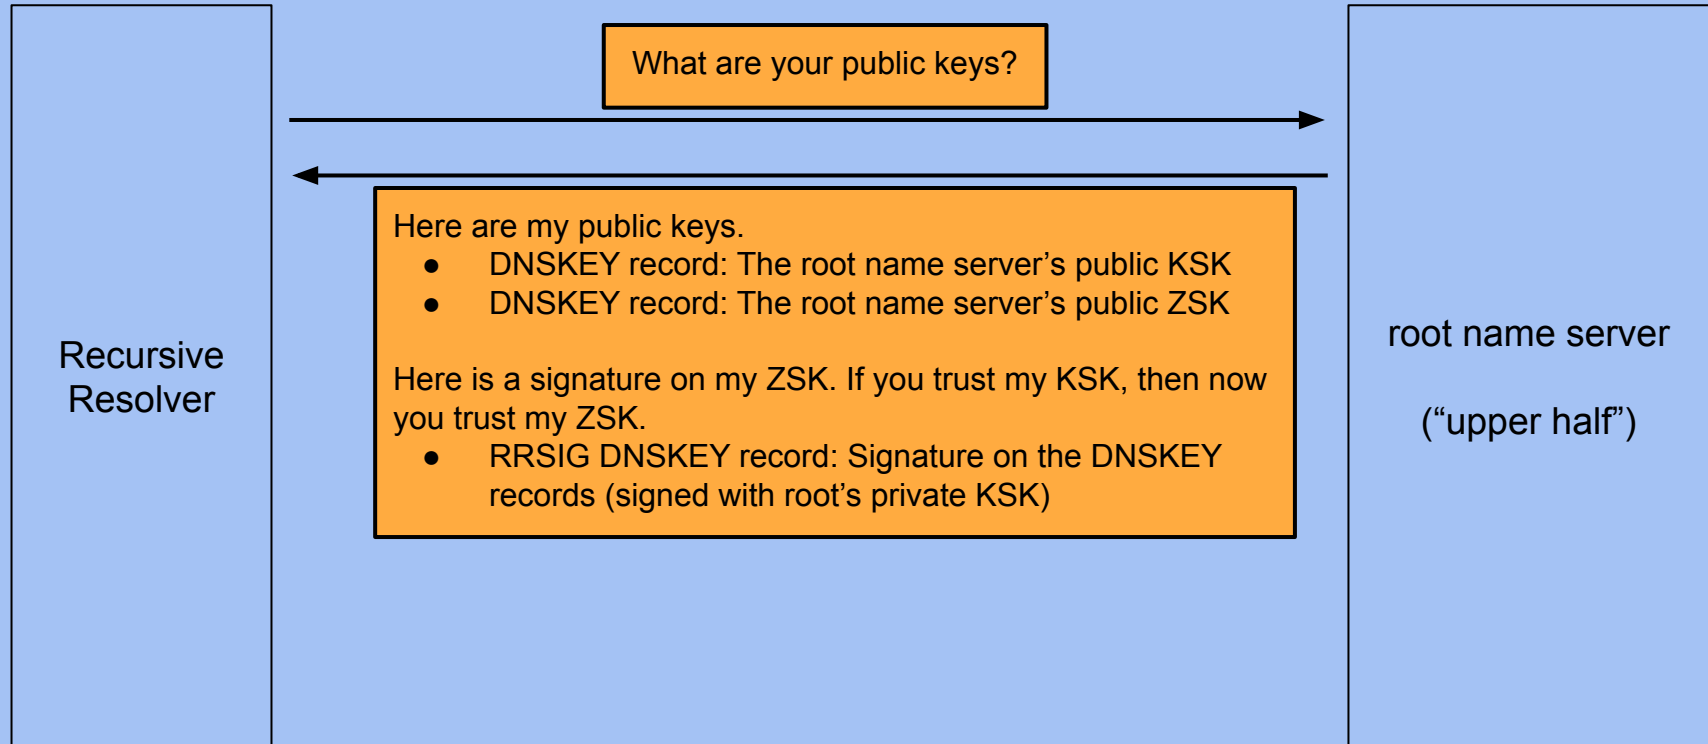 What are your public keys?
Here are my public keys.
● DNSKEY record: The root name server’s public KSK
● DNSKEY record: The root name server’s public ZSK
Here is a signature on my ZSK. If you trust my KSK, then now
you trust my ZSK.
● RRSIG DNSKEY record: Signature on the DNSKEY
records (signed with root’s private KSK)
Recursive
Resolver
root name server
(“upper half”)